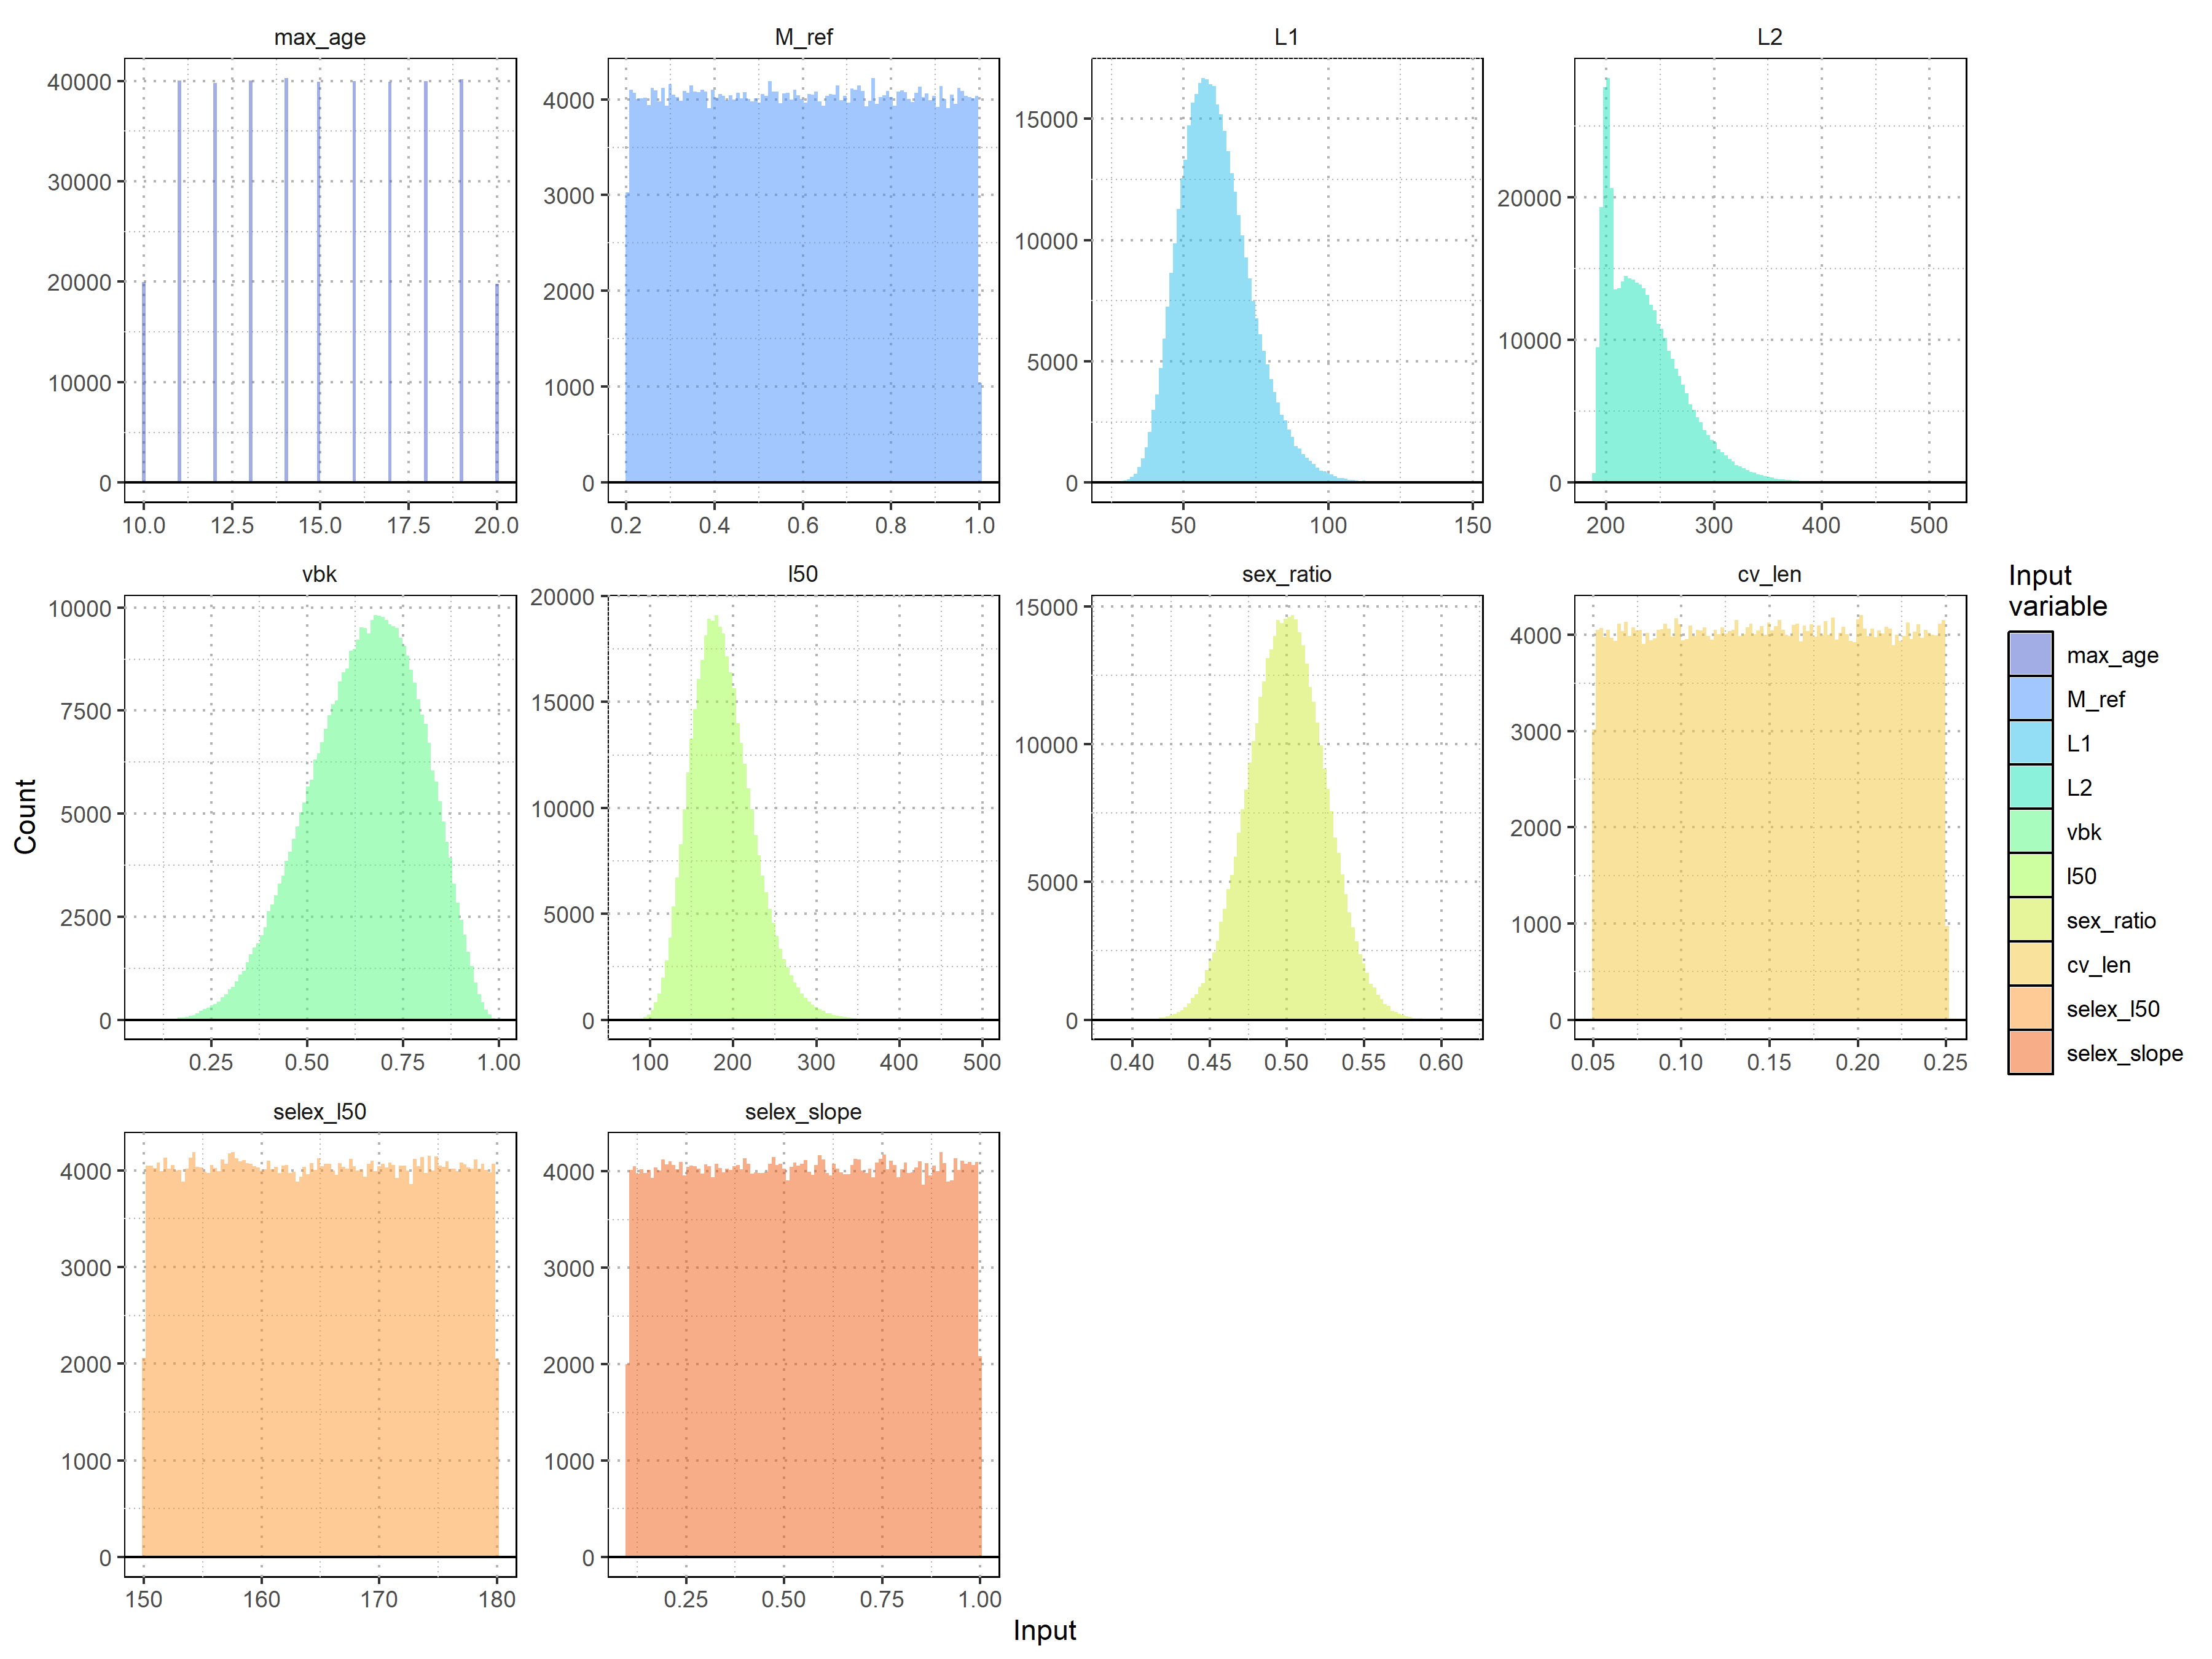 max_age
M_ref
L1
L2
40000
30000
20000
10000
0
10.0 12.5 15.0 17.5 20.0
4000
3000
2000
1000
0
0.2 0.4 0.6 0.8 1.0
15000
10000
5000
0
50 100 150
20000
10000
0
200 300 400 500
vbk
l50
sex_ratio
cv_len
10000
7500
5000
2500
0
0.25 0.50 0.75 1.00
20000
15000
10000
5000
0
100 200 300 400 500
15000
10000
5000
0
0.40 0.45 0.50 0.55 0.60
4000
3000
2000
1000
0
0.05 0.10 0.15 0.20 0.25
selex_l50
selex_slope
4000
3000
2000
1000
0
150 160 170 180
4000
3000
2000
1000
0
0.25 0.50 0.75 1.00
Count
Input
Input
variable
max_age
M_ref
L1
L2
vbk
l50
sex_ratio
cv_len
selex_l50
selex_slope